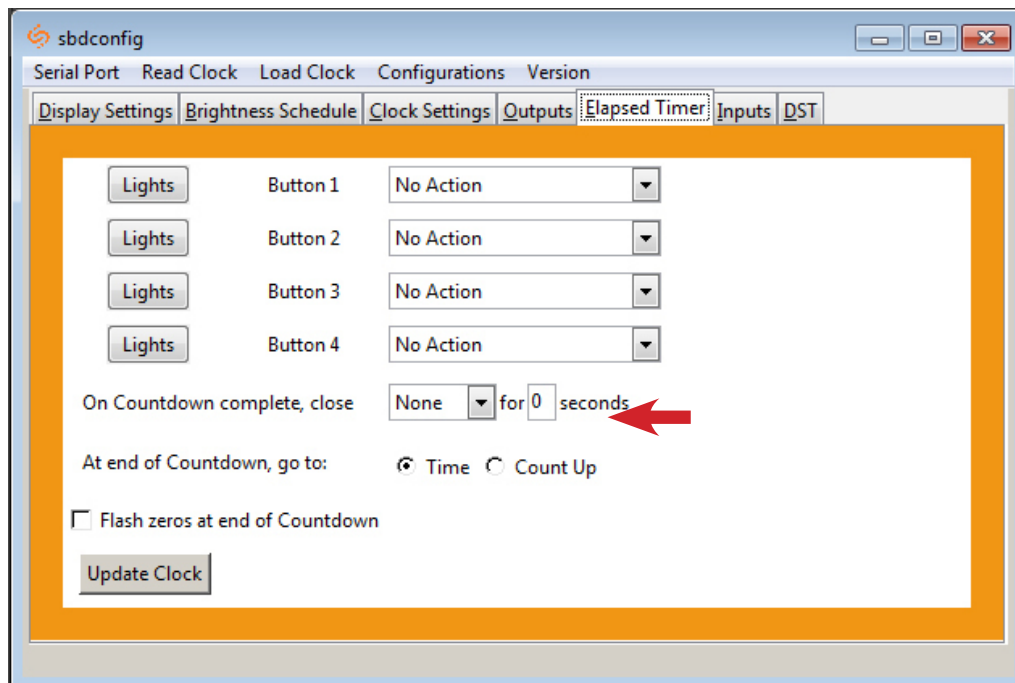 sbdconfig
Serial Port Read Clock Load Clock Configurations Version
Display Settings Brightness Schedule Clock Settings Outputs Elapsed Timer Inputs DST
Lights Button 1 No Action
Lights Button 2 No Action
Lights Button 3 No Action
Lights Button 4 No Action
On Countdown complete, close None for 0 seconds
At end of Countdown, go to: Time Count Up
Flash zeros at end of Countdown
Update Clock